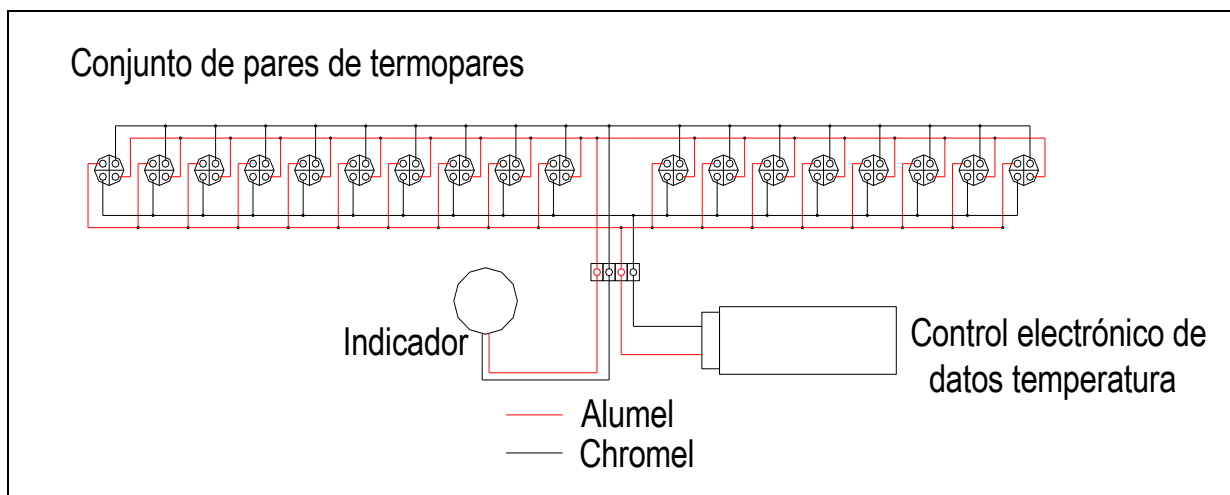 Conjunto de pares de termopares
Indicador
Control electrónico de
datos temperatura
Alumel
Chromel